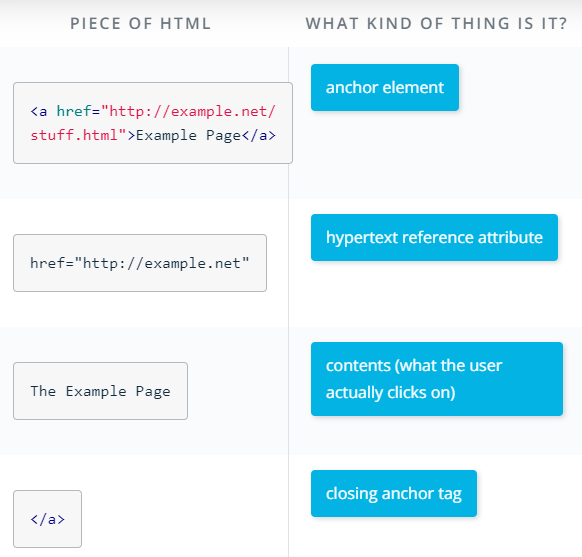 PIECE OF HTML WHAT KIND OF THING IS IT?
<a href="http://example.net/
stuff.html">Example Page</a>
anchor element
href="http://example.net"
hypertext reference attribute
The Example Page
contents (what the user
actually clicks on)
</a>
closing anchor tag